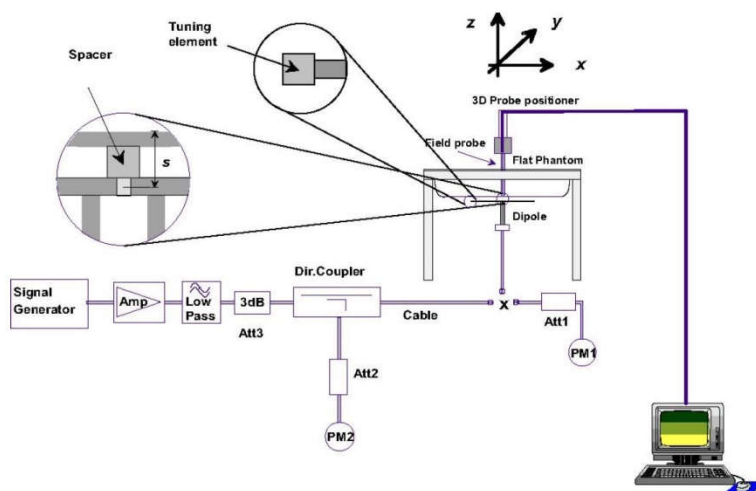 Tuning
element
Spacer
s
z
y
x
3D Probe positioner
Field probe
Flat Phantom
Dipole
Signal
Generator
Amp
Low
Pass
3dB
Att3
Dir.Coupler
Cable
x
Att1
PM1
Att2
PM2